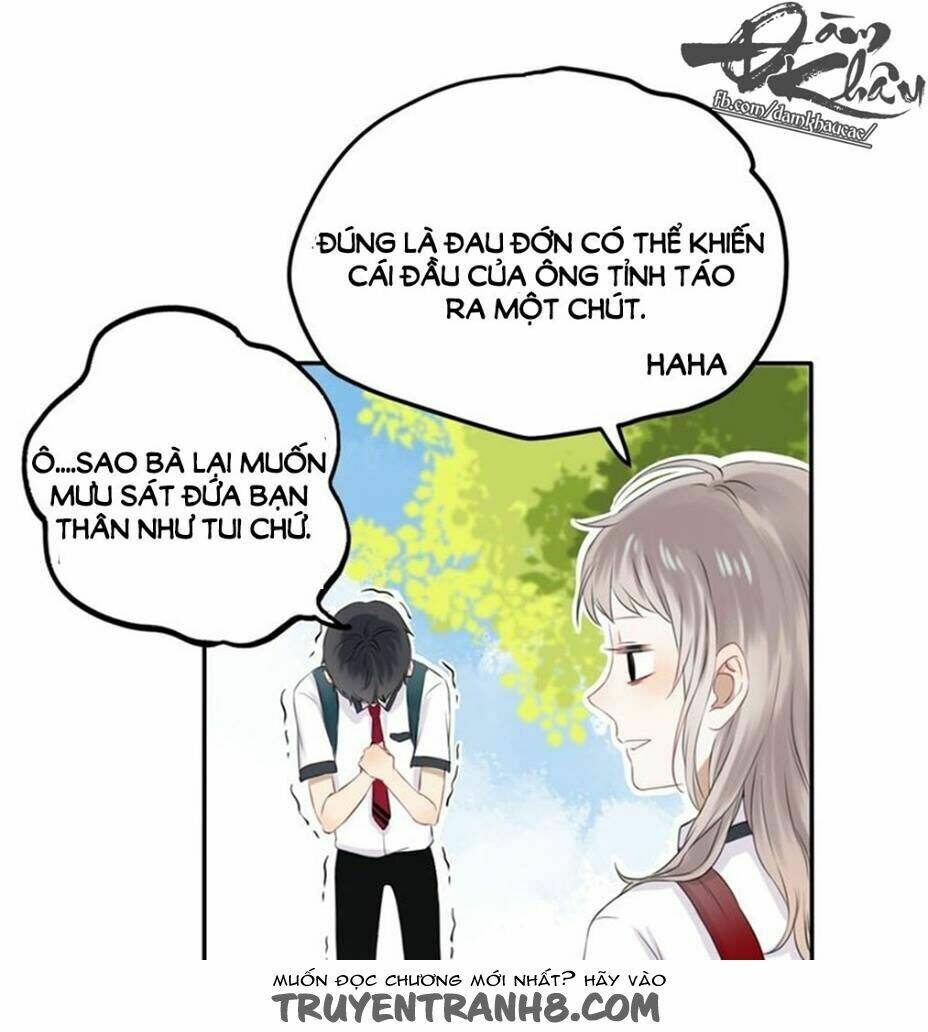 Đàm Khâu
fb.com/damkhaucac/
ĐÚNG LÀ ĐAU ĐỚN CÓ THỂ KHIẾN
CÁI ĐẦU CỦA ÔNG TỈNH TÁO
RA MỘT CHÚT.
HAHA
Ô....SAO BÀ LẠI MUỐN
MƯU SÁT ĐỨA BẠN
THÂN NHƯ TUI CHỨ.
MUỐN ĐỌC CHƯƠNG MỚI NHẤT? HÃY VÀO
TRUYENTRANH8.COM